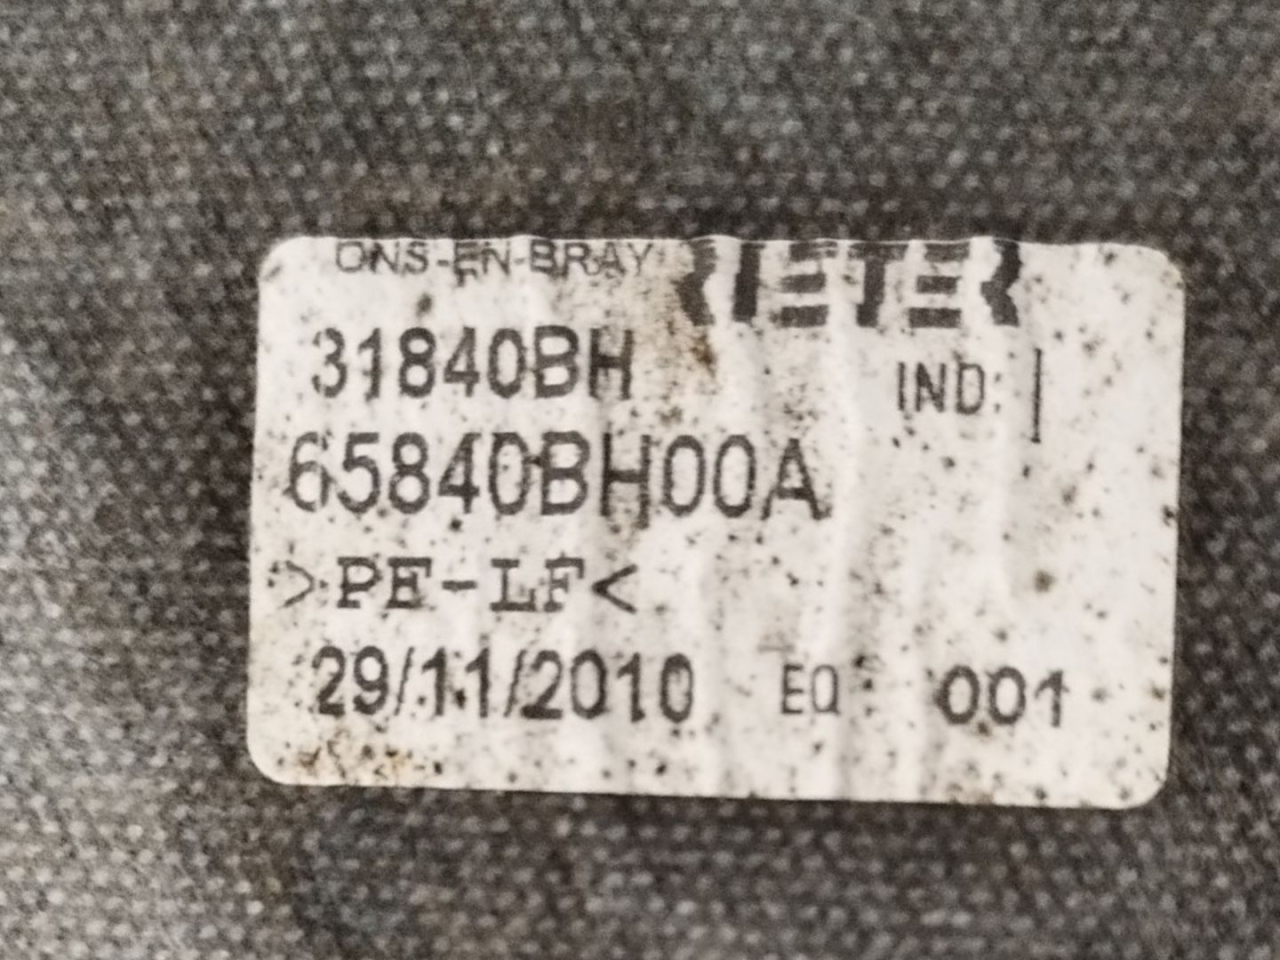 ONS-EN-BRAY RIETER
31840BH IND: I
65840BH00A
>PE-LF<
29/11/2010 EQ : 001